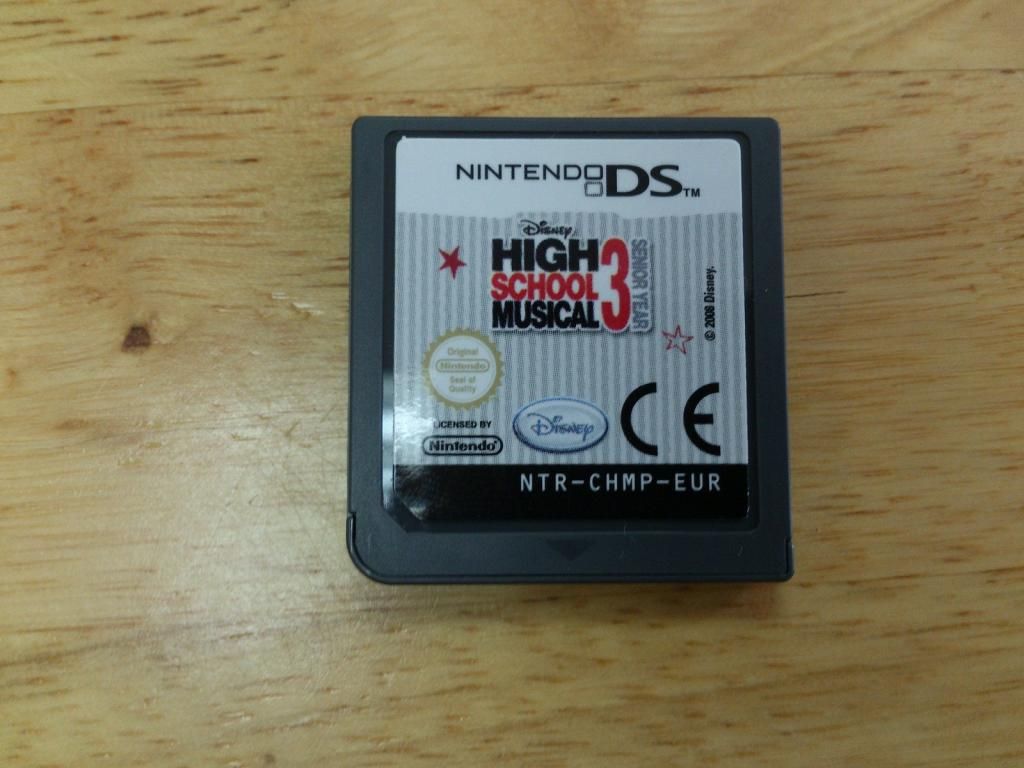 NINTENDO DS™
Disney
HIGH
SCHOOL
MUSICAL
3
SENIOR YEAR
© 2008 Disney.
Original
Nintendo
Seal of
Quality
LICENSED BY
Nintendo®
Disney
CE
NTR-CHMP-EUR